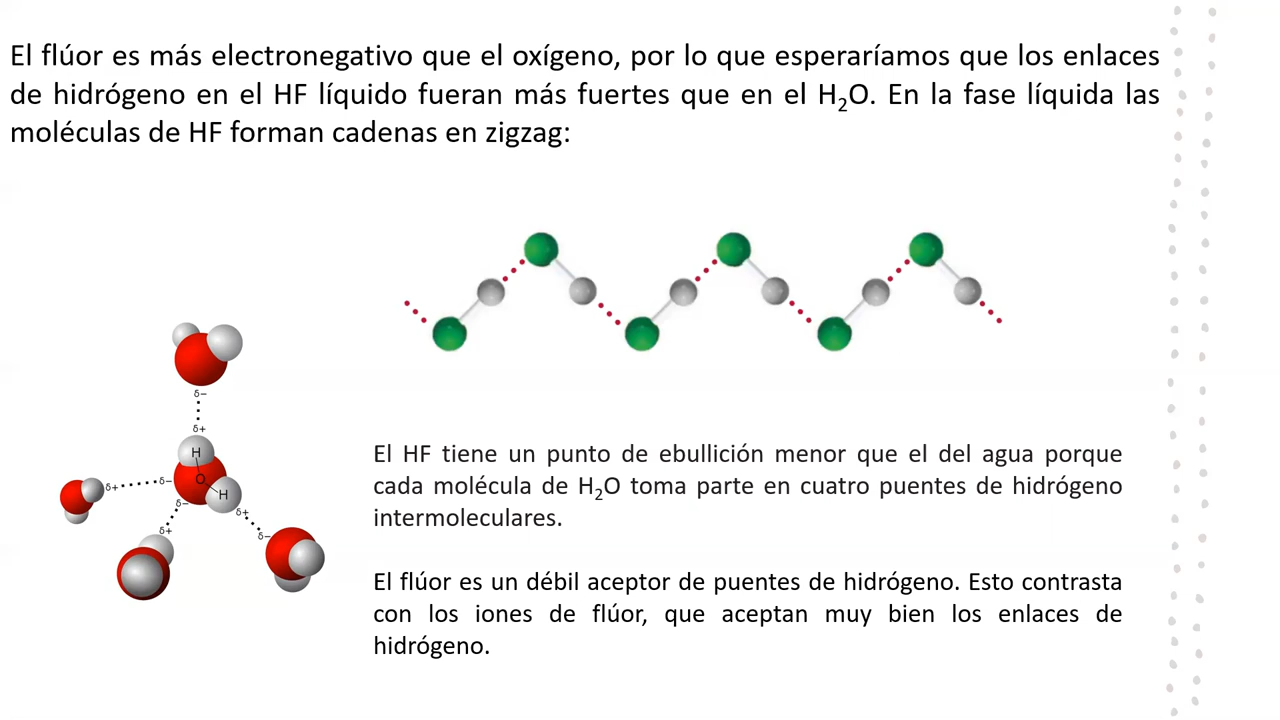 El flúor es más electronegativo que el oxígeno, por lo que esperaríamos que los enlaces
de hidrógeno en el HF líquido fueran más fuertes que en el H₂O. En la fase líquida las
moléculas de HF forman cadenas en zigzag:
δ−
δ+
H
δ+
δ−
O
H
δ−
δ+
δ+
δ−
El HF tiene un punto de ebullición menor que el del agua porque
cada molécula de H₂O toma parte en cuatro puentes de hidrógeno
intermoleculares.
El flúor es un débil aceptor de puentes de hidrógeno. Esto contrasta
con los iones de flúor, que aceptan muy bien los enlaces de
hidrógeno.